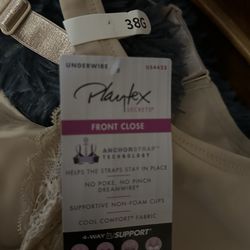 38G
UNDERWIRE
US4422
Playtex
SECRETS
FRONT CLOSE
ANCHORSTRAP™
TECHNOLOGY
HELPS THE STRAPS STAY IN PLACE
NO POKE, NO PINCH
DREAMWIRE®
SUPPORTIVE NON-FOAM CUPS
COOL COMFORT® FABRIC
4-WAY SUPPORT